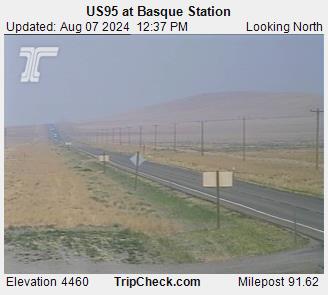 US95 at Basque Station
Updated: Aug 07 2024 12:37 PM Looking North
Elevation 4460 TripCheck.com Milepost 91.62